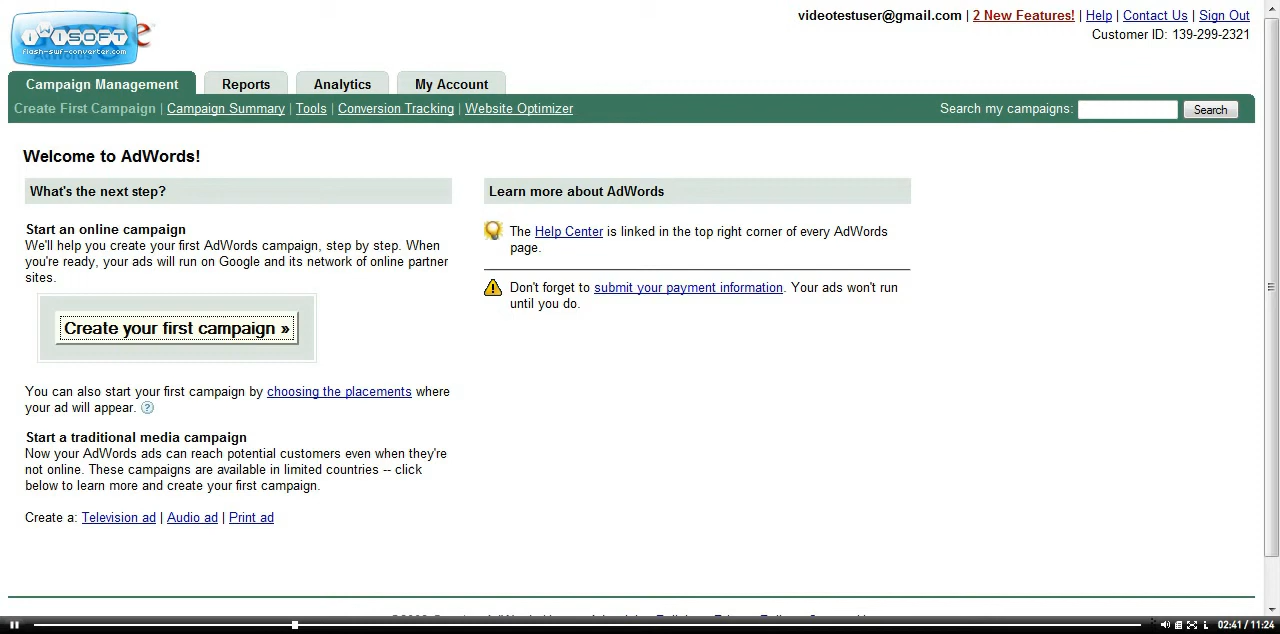 videotestuser@gmail.com | 2 New Features! | Help | Contact Us | Sign Out
iWiSOFT
flash-swf-converter.com
Customer ID: 139-299-2321
Campaign Management Reports Analytics My Account
Create First Campaign | Campaign Summary | Tools | Conversion Tracking | Website Optimizer Search my campaigns: Search
Welcome to AdWords!
What's the next step?
Start an online campaign
We'll help you create your first AdWords campaign, step by step. When
you're ready, your ads will run on Google and its network of online partner
sites.
Create your first campaign »
You can also start your first campaign by choosing the placements where
your ad will appear. ?
Start a traditional media campaign
Now your AdWords ads can reach potential customers even when they're
not online. These campaigns are available in limited countries -- click
below to learn more and create your first campaign.
Create a: Television ad | Audio ad | Print ad
Learn more about AdWords
The Help Center is linked in the top right corner of every AdWords
page.
Don't forget to submit your payment information. Your ads won't run
until you do.
02:41 / 11:24